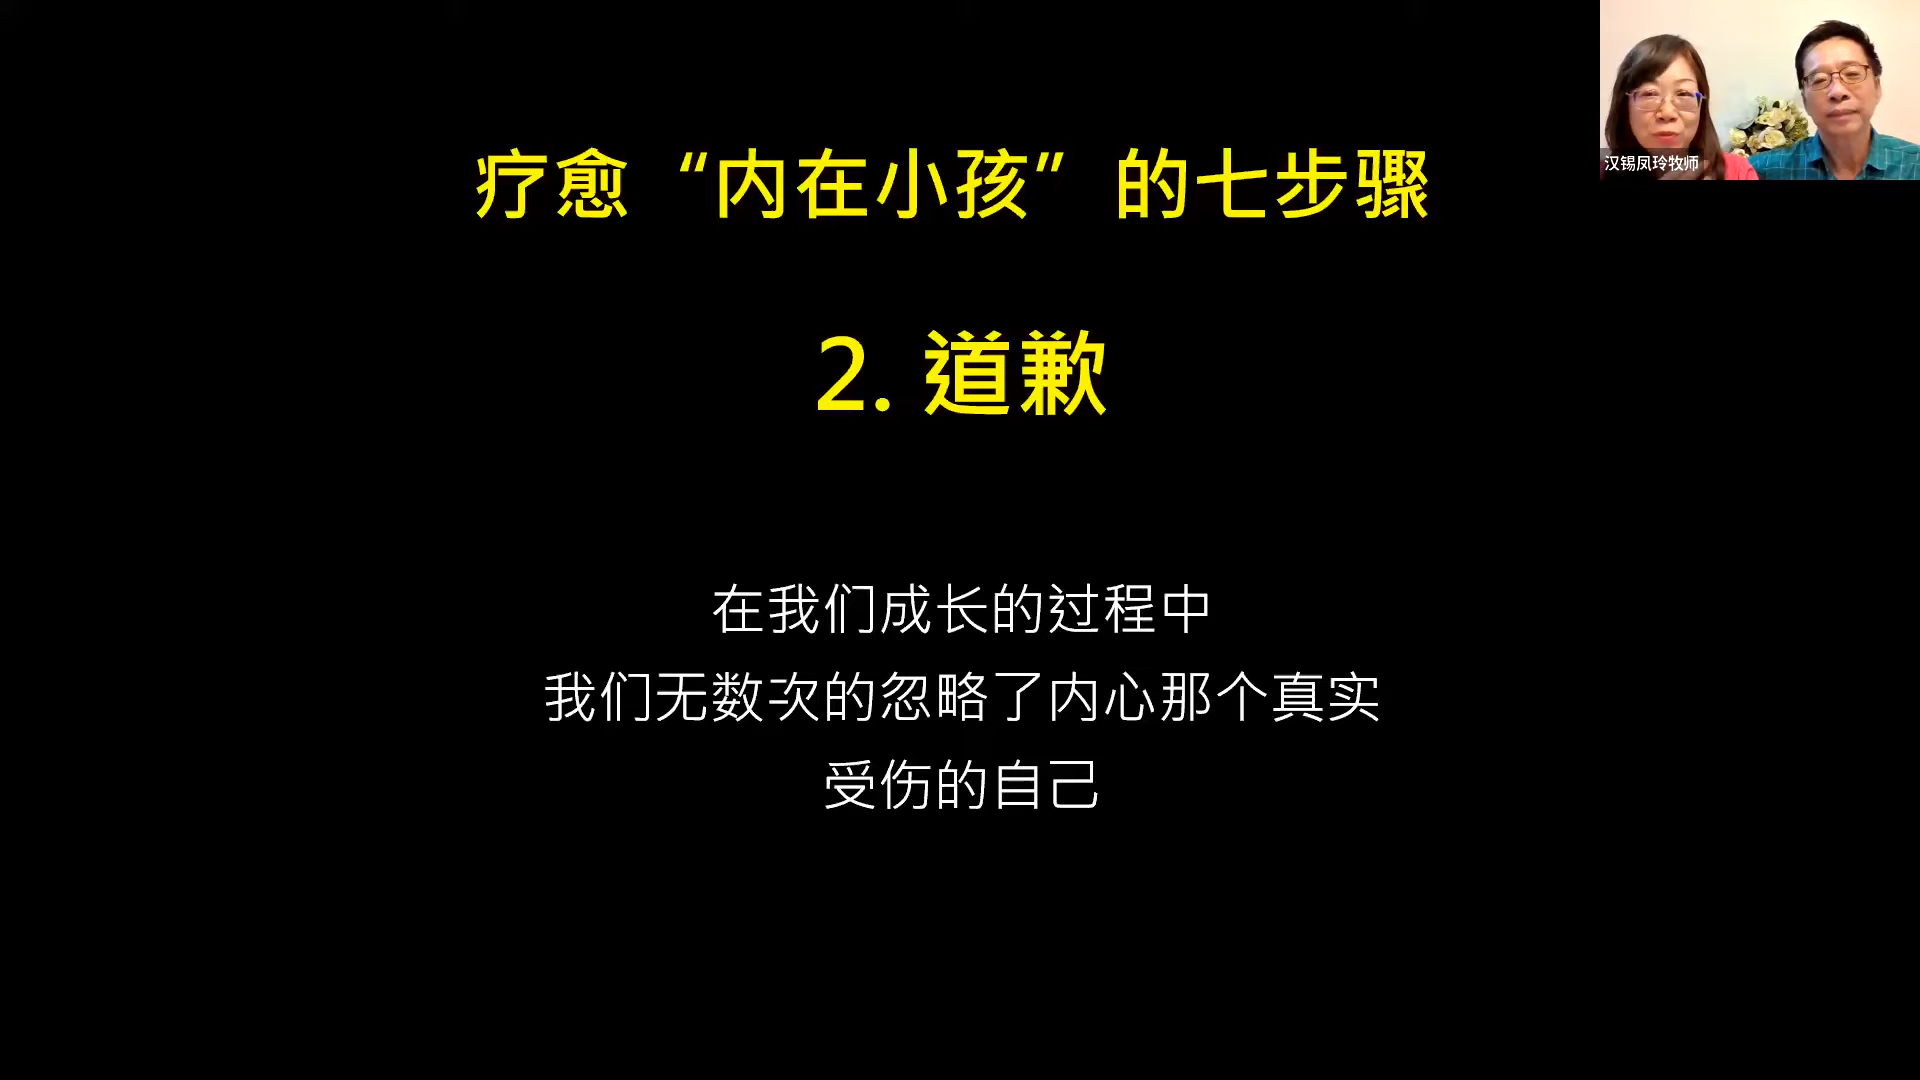 疗愈“内在小孩”的七步骤
2. 道歉
在我们成长的过程中
我们无数次的忽略了内心那个真实
受伤的自己
汉锡凤玲牧师